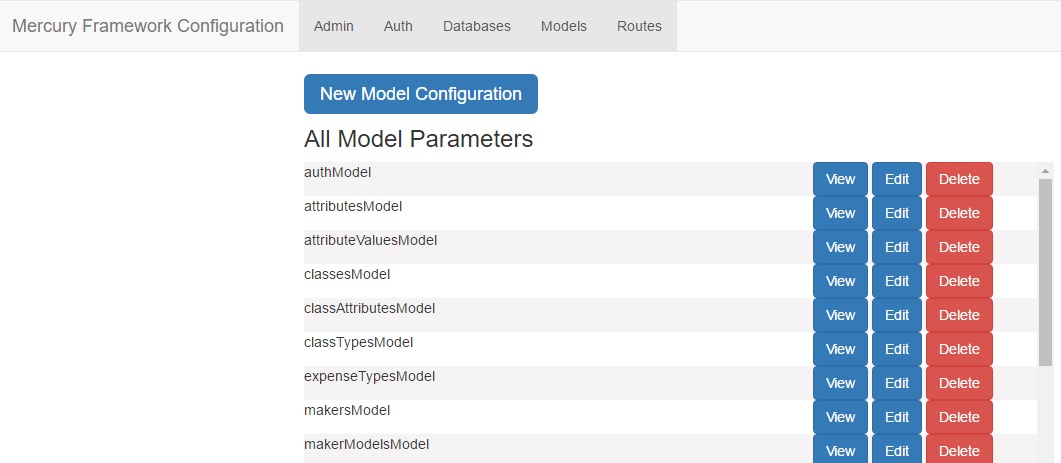 Mercury Framework Configuration Admin Auth Databases Models Routes
New Model Configuration
All Model Parameters
authModel View Edit Delete
attributesModel View Edit Delete
attributeValuesModel View Edit Delete
classesModel View Edit Delete
classAttributesModel View Edit Delete
classTypesModel View Edit Delete
expenseTypesModel View Edit Delete
makersModel View Edit Delete
makerModelsModel View Edit Delete